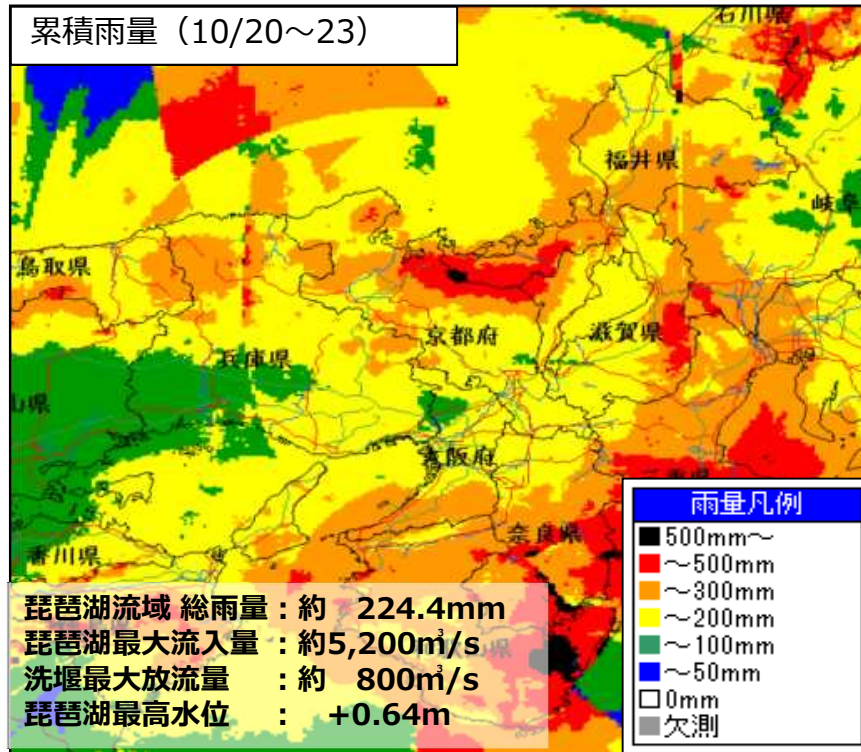 累積雨量（10/20～23）
石川県
福井県
岐阜
鳥取県
京都府
滋賀県
兵庫県
山県
大阪府
三重県
奈良県
香川県
雨量凡例
500mm～
～500mm
～300mm
～200mm
～100mm
～50mm
0mm
欠測
琵琶湖流域 総雨量：約 224.4mm
琵琶湖最大流入量：約5,200㎥/s
洗堰最大放流量：約 800㎥/s
琵琶湖最高水位： +0.64m